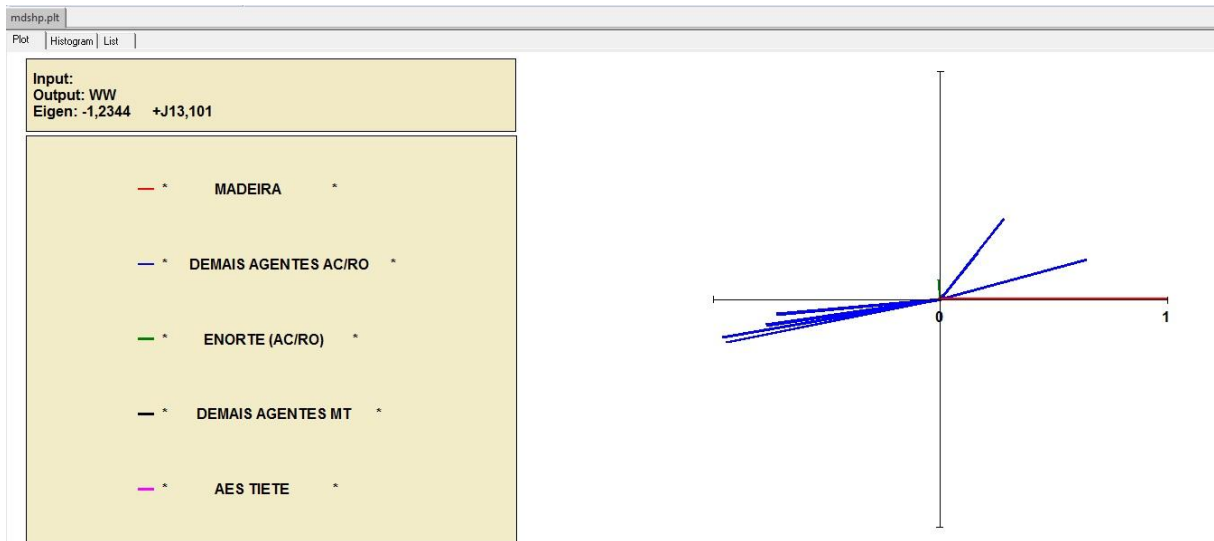 mdshp.plt
Plot Histogram List
Input:
Output: WW
Eigen: -1,2344 +J13,101
* MADEIRA *
* DEMAIS AGENTES AC/RO *
* ENORTE (AC/RO) *
* DEMAIS AGENTES MT *
* AES TIETE *
0 1